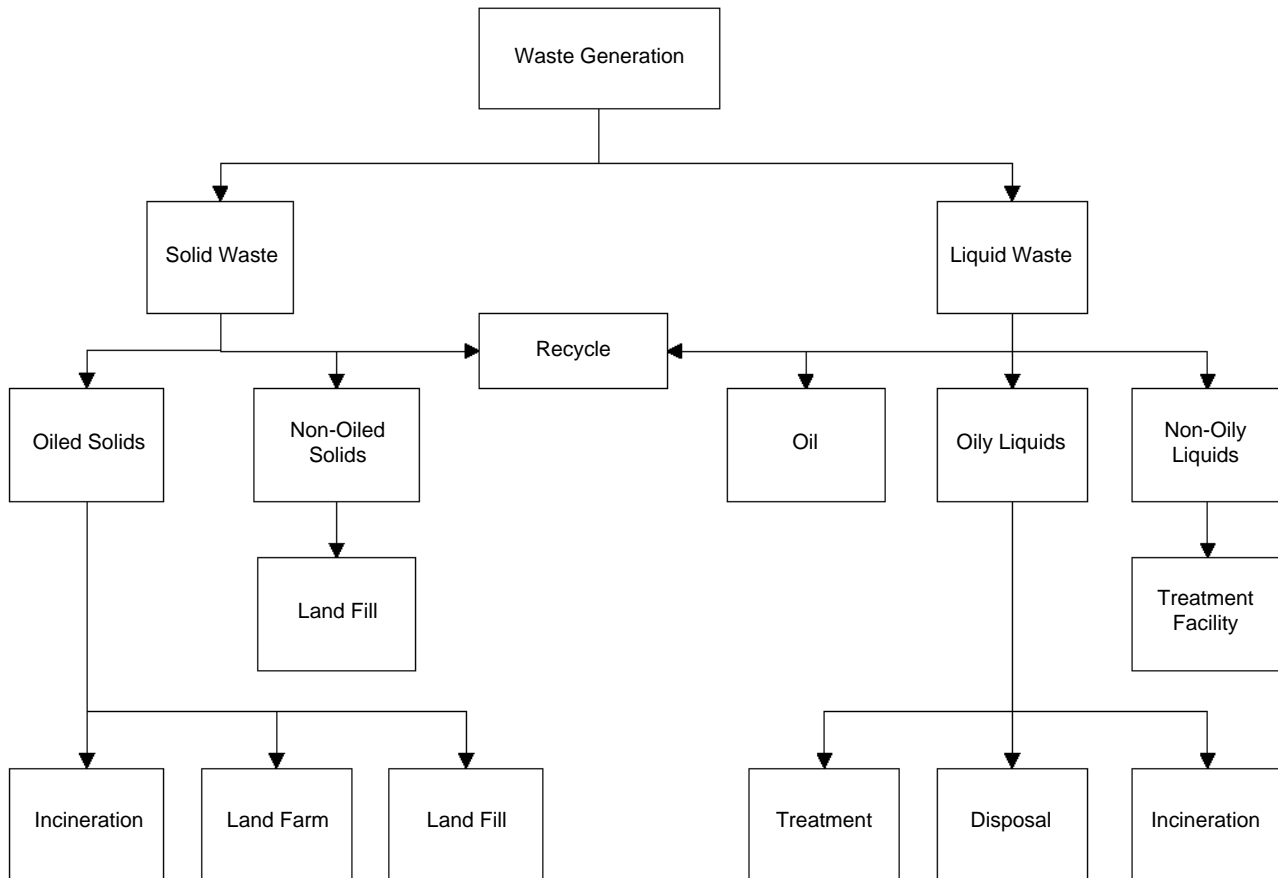 Waste Generation
Solid Waste
Liquid Waste
Recycle
Oiled Solids
Non-Oiled
Solids
Oil
Oily Liquids
Non-Oily
Liquids
Land Fill
Treatment
Facility
Incineration
Land Farm
Land Fill
Treatment
Disposal
Incineration